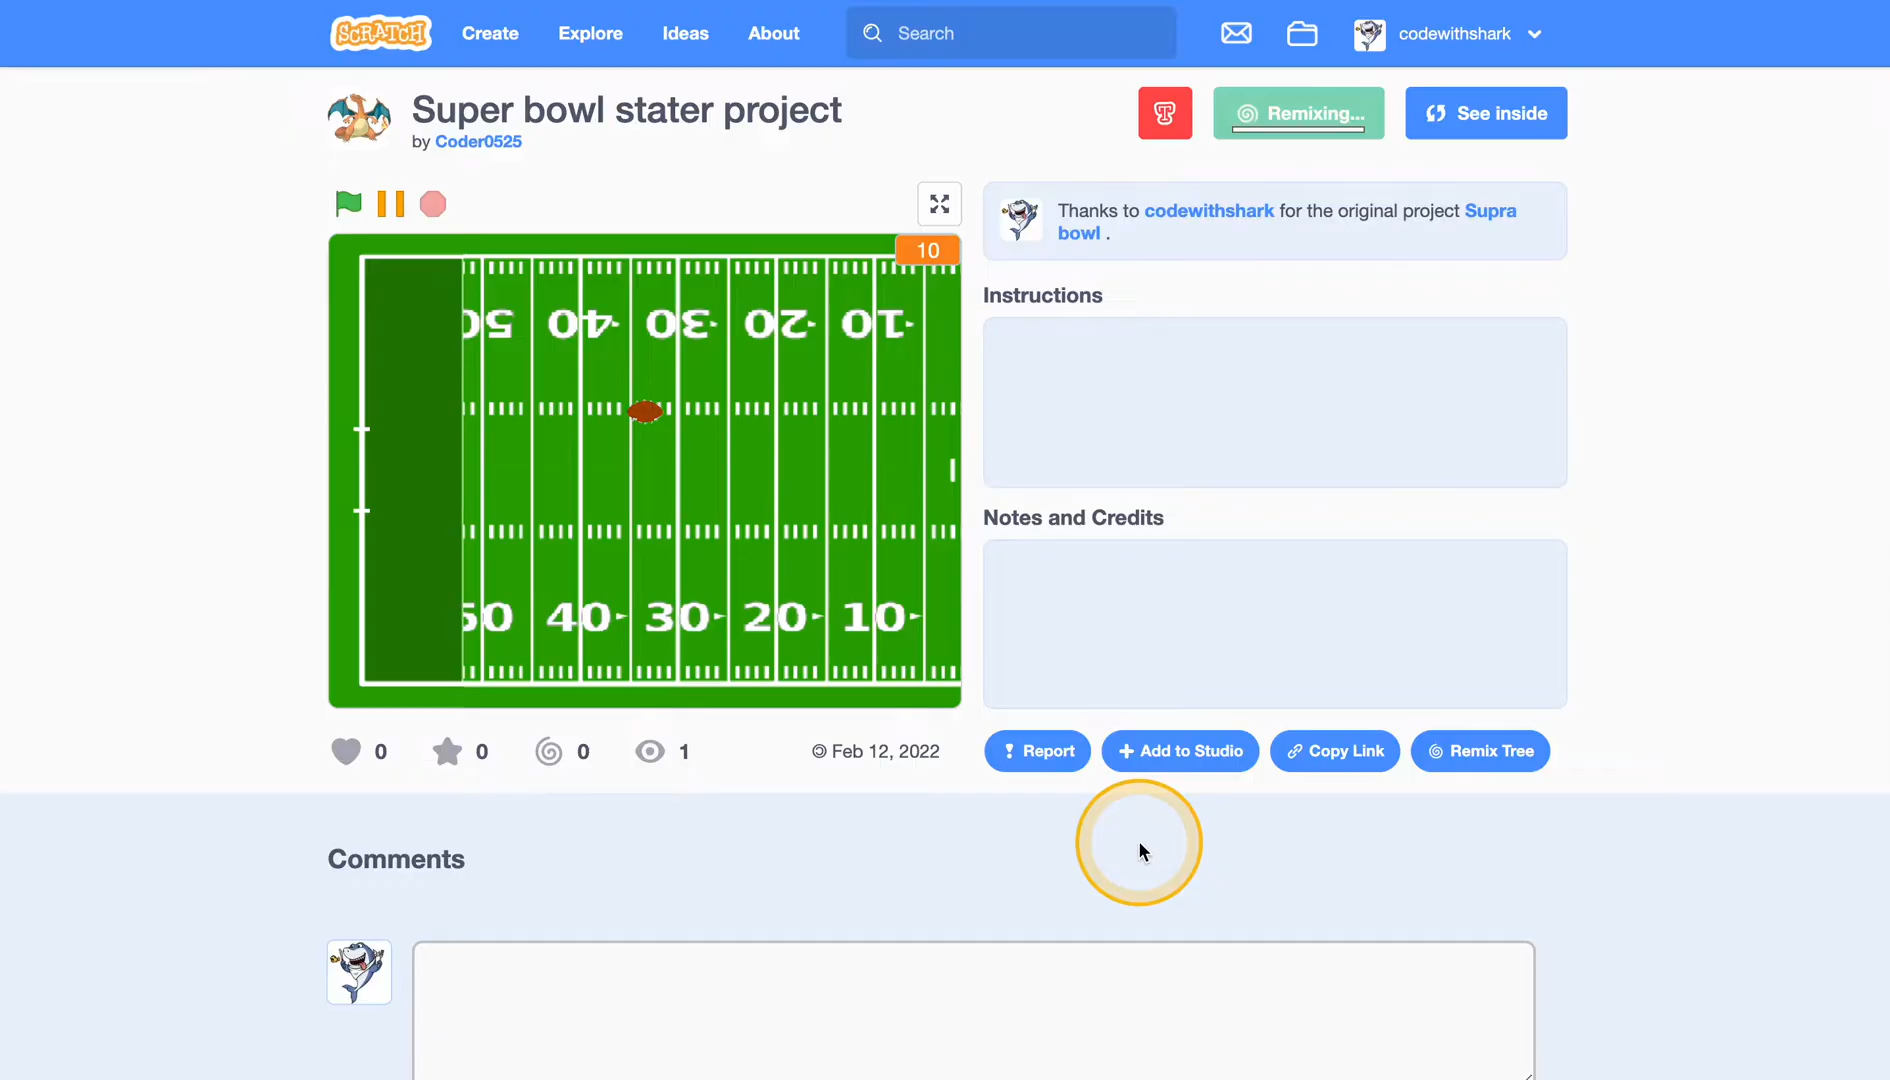 SCRATCH Create Explore Ideas About Search codewithshark
Super bowl stater project
by Coder0525
Remixing... See inside
10
Thanks to codewithshark for the original project Supra
bowl .
Instructions
50 40 30 20 10
Notes and Credits
50 40 30 20 10
0 0 0 1 © Feb 12, 2022
Report + Add to Studio Copy Link Remix Tree
Comments